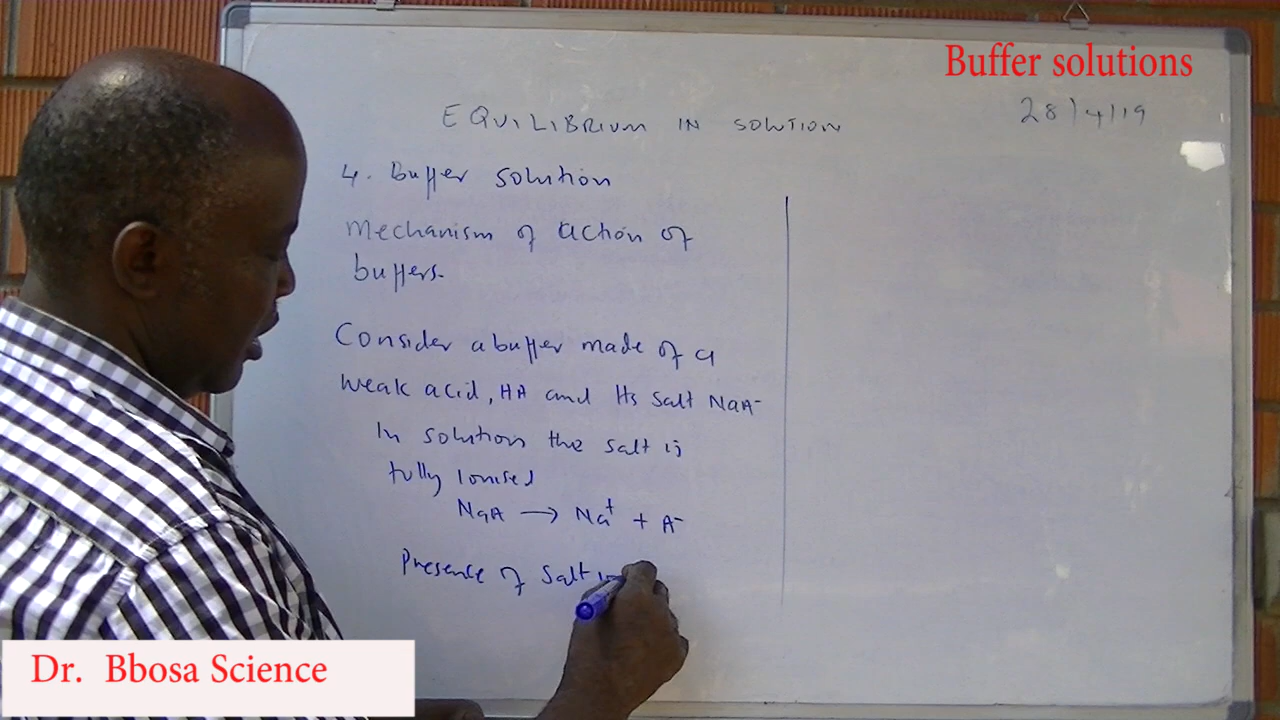 Buffer solutions
EQUILIBRIUM IN SOLUTION
28/4/19
4. Buffer solution
Mechanism of action of
buffers.
Consider a buffer made of a
weak acid, HA and Its salt NaA-
In solution the salt is
fully Ionised
NaA → Na+ + A-
Presence of Salt
Dr. Bbosa Science